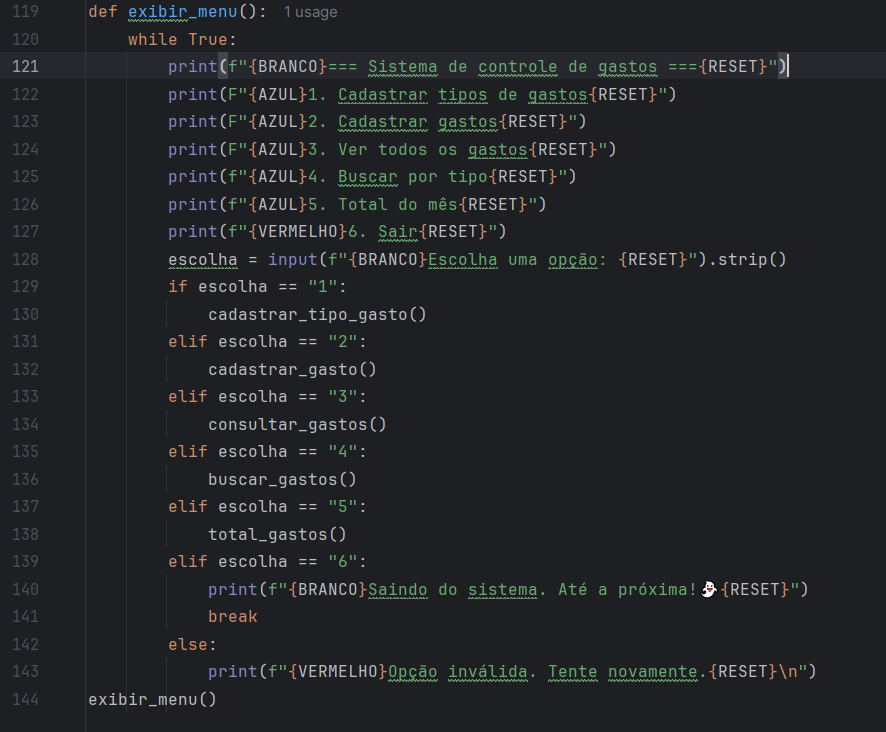 119 def exibir_menu(): 1 usage
120 while True:
121 print(f"{BRANCO}=== Sistema de controle de gastos ==={RESET}")
122 print(F"{AZUL}1. Cadastrar tipos de gastos{RESET}")
123 print(F"{AZUL}2. Cadastrar gastos{RESET}")
124 print(F"{AZUL}3. Ver todos os gastos{RESET}")
125 print(f"{AZUL}4. Buscar por tipo{RESET}")
126 print(f"{AZUL}5. Total do mês{RESET}")
127 print(f"{VERMELHO}6. Sair{RESET}")
128 escolha = input(f"{BRANCO}Escolha uma opção: {RESET}").strip()
129 if escolha == "1":
130 cadastrar_tipo_gasto()
131 elif escolha == "2":
132 cadastrar_gasto()
133 elif escolha == "3":
134 consultar_gastos()
135 elif escolha == "4":
136 buscar_gastos()
137 elif escolha == "5":
138 total_gastos()
139 elif escolha == "6":
140 print(f"{BRANCO}Saindo do sistema. Até a próxima!👻{RESET}")
141 break
142 else:
143 print(f"{VERMELHO}Opção inválida. Tente novamente.{RESET}\n")
144 exibir_menu()